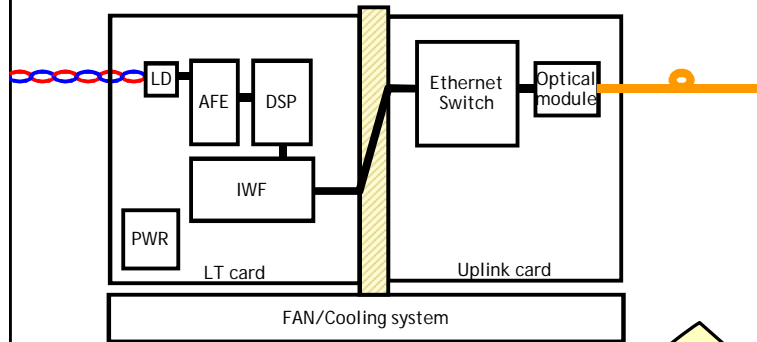 LD
AFE
DSP
Ethernet
Switch
Optical
module
IWF
PWR
LT card
Uplink card
FAN/Cooling system